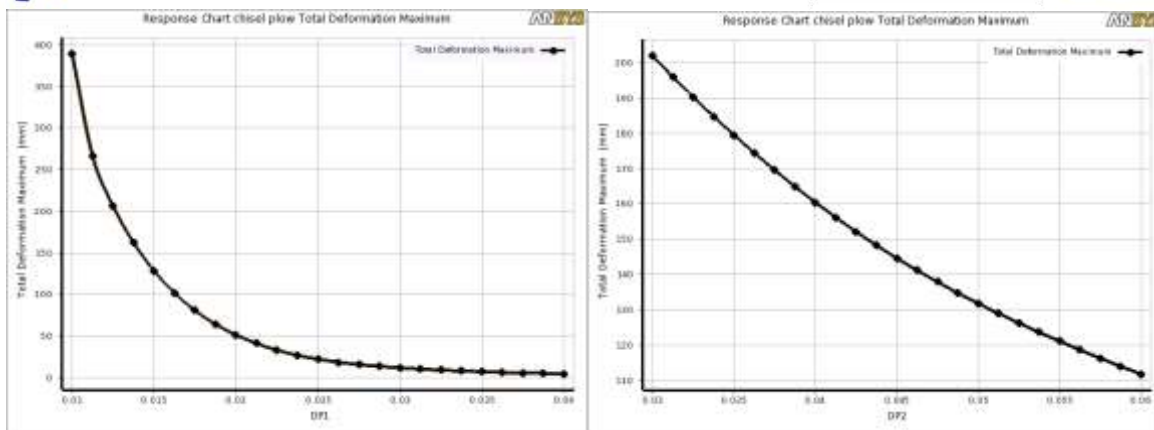 Response Chart chisel plow Total Deformation Maximum
ANSYS
Total Deformation Maximum
Total Deformation Maximum (mm)
400
350
300
250
200
150
100
50
0
0.01 0.015 0.02 0.025 0.03 0.035 0.04
DP1
Response Chart chisel plow Total Deformation Maximum
ANSYS
Total Deformation Maximum
Total Deformation Maximum (mm)
200
190
180
170
160
150
140
130
120
110
0.03 0.035 0.04 0.045 0.05 0.055 0.06
DP2